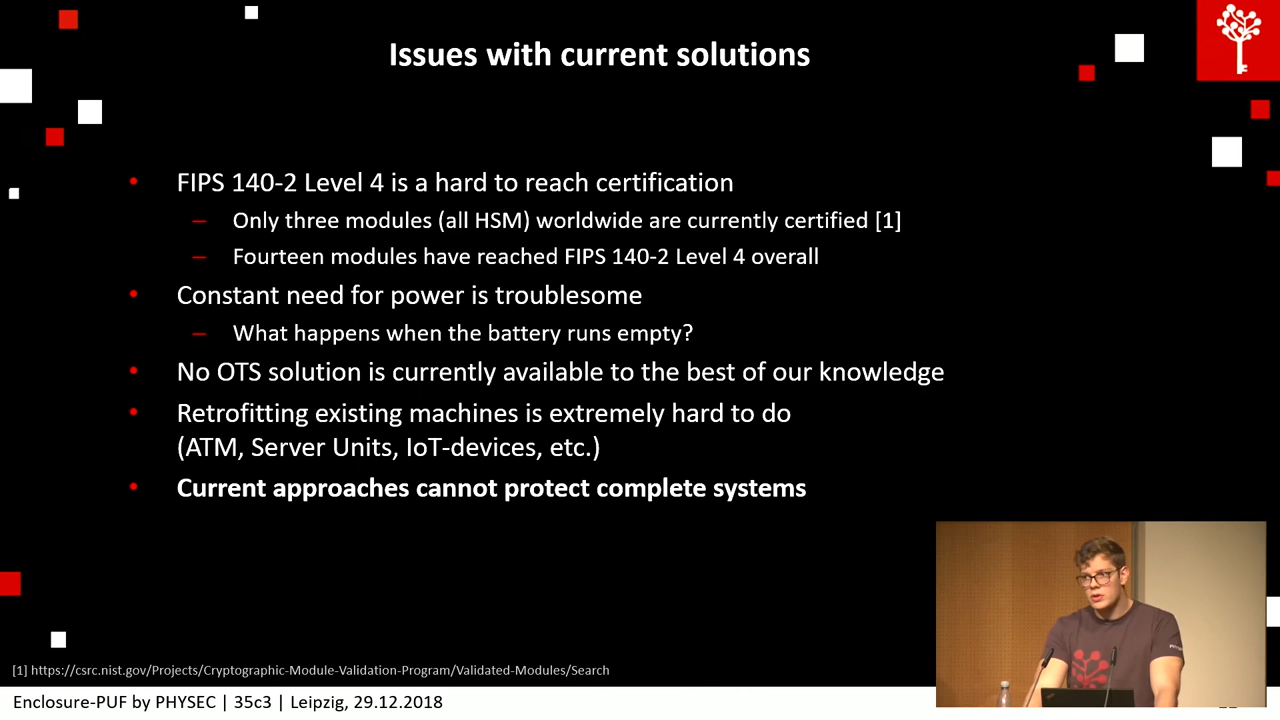 Issues with current solutions
• FIPS 140-2 Level 4 is a hard to reach certification
– Only three modules (all HSM) worldwide are currently certified [1]
– Fourteen modules have reached FIPS 140-2 Level 4 overall
• Constant need for power is troublesome
– What happens when the battery runs empty?
• No OTS solution is currently available to the best of our knowledge
• Retrofitting existing machines is extremely hard to do
(ATM, Server Units, IoT-devices, etc.)
• Current approaches cannot protect complete systems
[1] https://csrc.nist.gov/Projects/Cryptographic-Module-Validation-Program/Validated-Modules/Search
Enclosure-PUF by PHYSEC | 35c3 | Leipzig, 29.12.2018